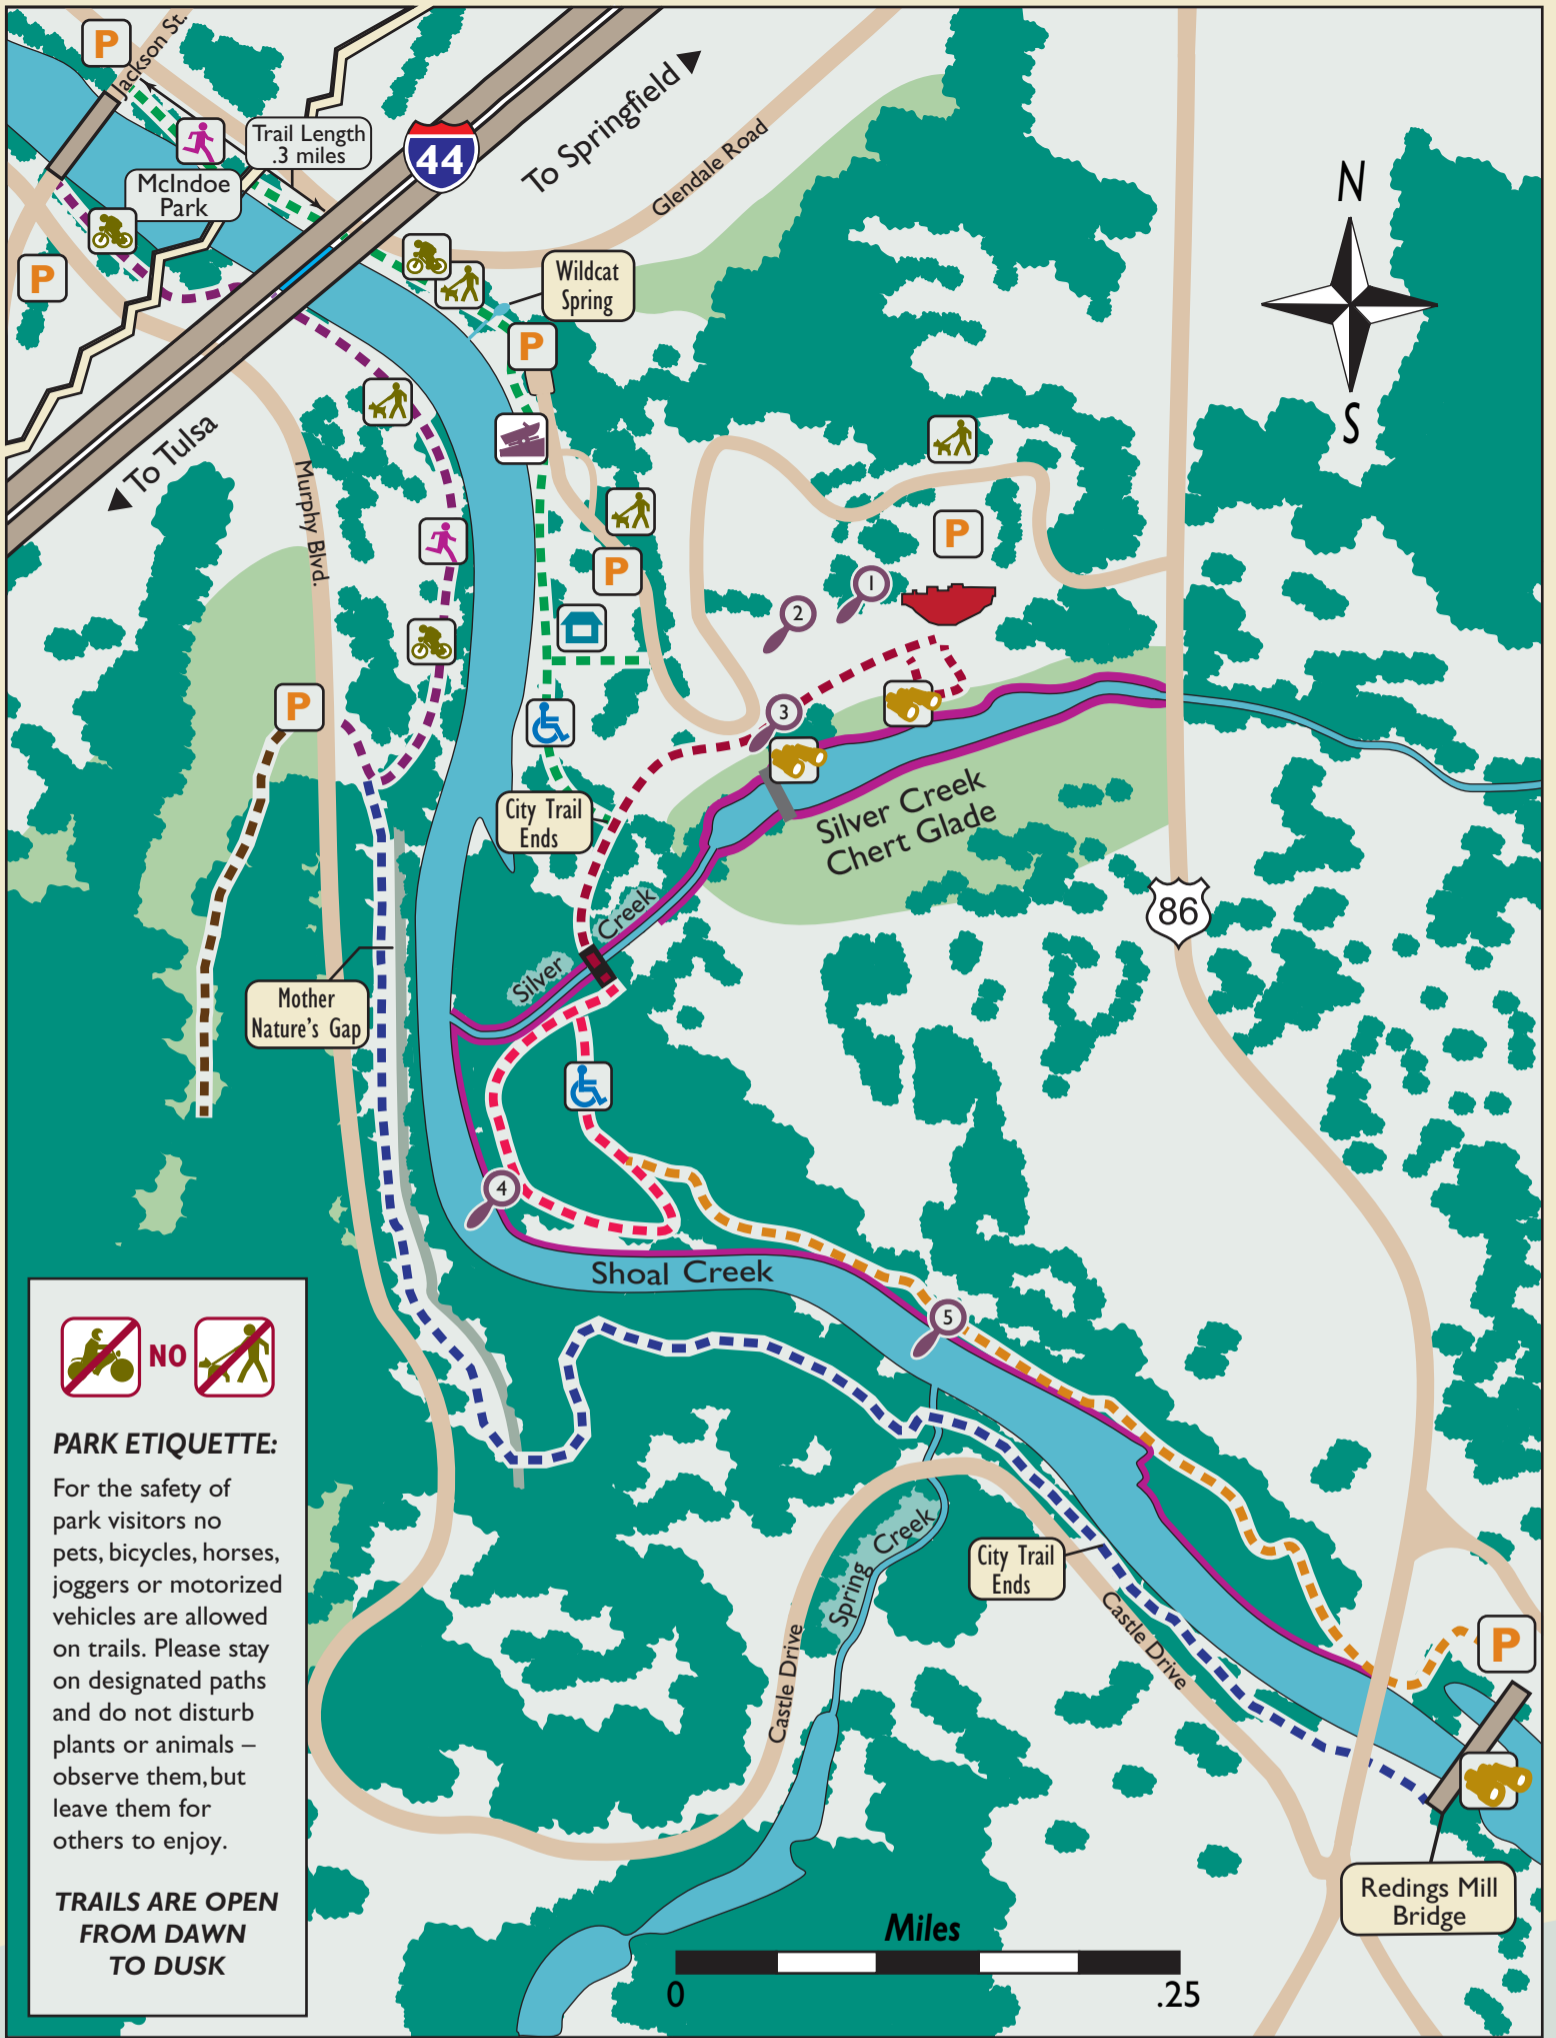 P
Jackson St.
Trail Length
.3 miles
44
To Springfield
Glendale Road
McIndoe
Park
P
N
S
Wildcat
Spring
P
To Tulsa
Murphy Blvd.
P
P
1
2
3
P
City Trail
Ends
Silver Creek
Chert Glade
86
Silver Creek
Mother
Nature's Gap
4
Shoal Creek
5
NO
PARK ETIQUETTE:
For the safety of
park visitors no
pets, bicycles, horses,
joggers or motorized
vehicles are allowed
on trails. Please stay
on designated paths
and do not disturb
plants or animals –
observe them, but
leave them for
others to enjoy.
TRAILS ARE OPEN
FROM DAWN
TO DUSK
Spring Creek
City Trail
Ends
Castle Drive
Castle Drive
P
Redings Mill
Bridge
Miles
0
.25